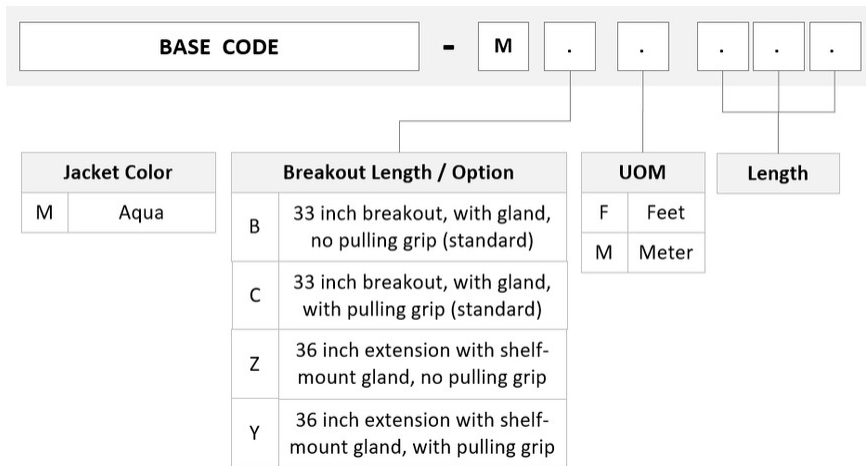 BASE CODE - M . . . . .
Jacket Color
M Aqua
Breakout Length / Option
B 33 inch breakout, with gland,
no pulling grip (standard)
C 33 inch breakout, with gland,
with pulling grip (standard)
Z 36 inch extension with shelf-
mount gland, no pulling grip
Y 36 inch extension with shelf-
mount gland, with pulling grip
UOM
F Feet
M Meter
Length